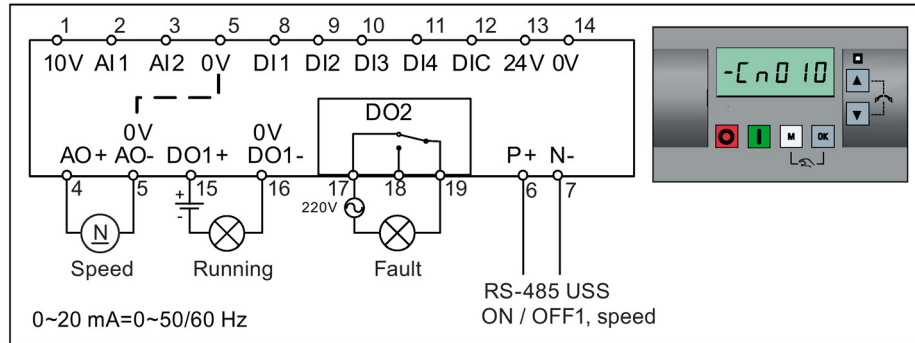 1 2 3 5 8 9 10 11 12 13 14
10V AI1 AI2 0V DI1 DI2 DI3 DI4 DIC 24V 0V
-Cn010
DO2
0V 0V
AO+ AO- DO1+ DO1- P+ N-
M OK
4 5 15 16 17 18 19 6 7
+
-
220V
N
Speed Running Fault
RS-485 USS
ON / OFF1, speed
0~20 mA=0~50/60 Hz